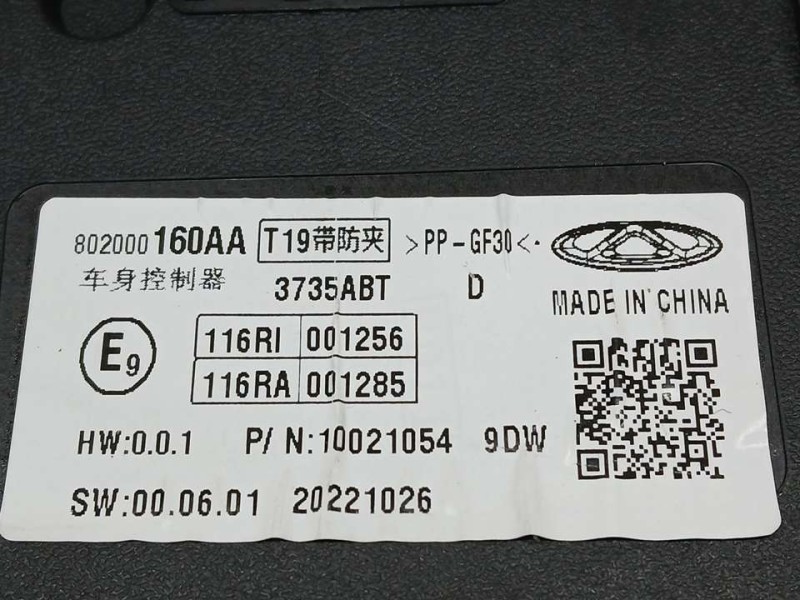 802000160AA T19带防夹 >PP-GF30<
车身控制器 3735ABT D
MADE IN CHINA
E9
116RI 001256
116RA 001285
HW:0.0.1 P/N:10021054 9DW
SW:00.06.01 20221026